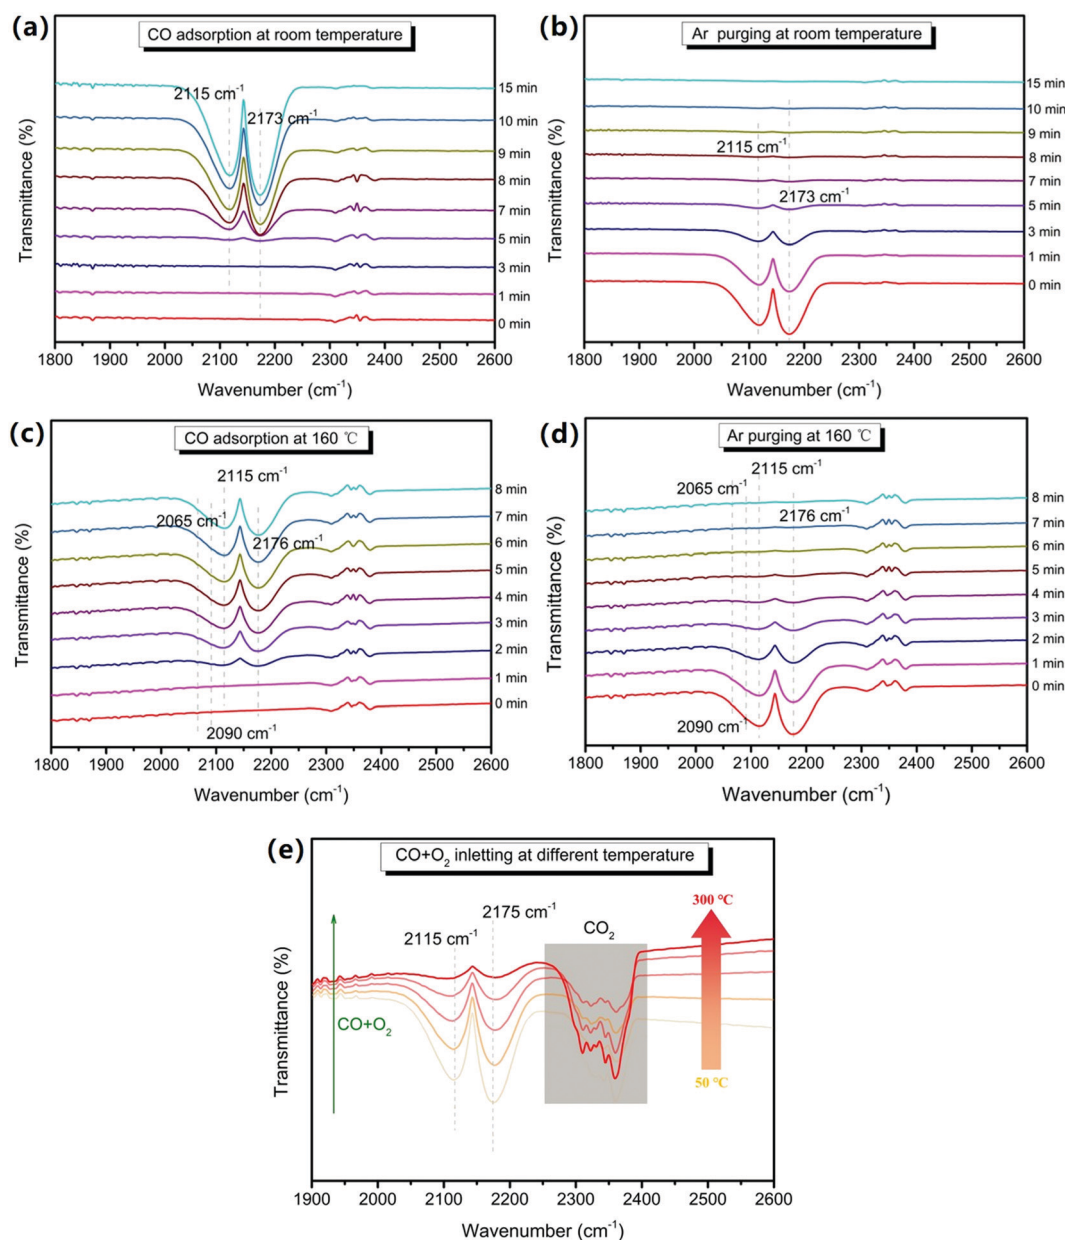 (a)
CO adsorption at room temperature
2115 cm-1
2173 cm-1
15 min
10 min
9 min
8 min
7 min
5 min
3 min
1 min
0 min
Transmittance (%)
1800 1900 2000 2100 2200 2300 2400 2500 2600
Wavenumber (cm-1)
(b)
Ar purging at room temperature
15 min
10 min
9 min
2115 cm-1
8 min
7 min
2173 cm-1
5 min
3 min
1 min
0 min
Transmittance (%)
1800 1900 2000 2100 2200 2300 2400 2500 2600
Wavenumber (cm-1)
(c)
CO adsorption at 160 ℃
2115 cm-1
2065 cm-1
2176 cm-1
8 min
7 min
6 min
5 min
4 min
3 min
2 min
1 min
0 min
2090 cm-1
Transmittance (%)
1800 1900 2000 2100 2200 2300 2400 2500 2600
Wavenumber (cm-1)
(d)
Ar purging at 160 ℃
2115 cm-1
2065 cm-1
2176 cm-1
8 min
7 min
6 min
5 min
4 min
3 min
2 min
1 min
0 min
2090 cm-1
Transmittance (%)
1800 1900 2000 2100 2200 2300 2400 2500 2600
Wavenumber (cm-1)
(e)
CO+O2 inletting at different temperature
2175 cm-1
2115 cm-1
CO2
300 ℃
CO+O2
50 ℃
Transmittance (%)
1900 2000 2100 2200 2300 2400 2500 2600
Wavenumber (cm-1)